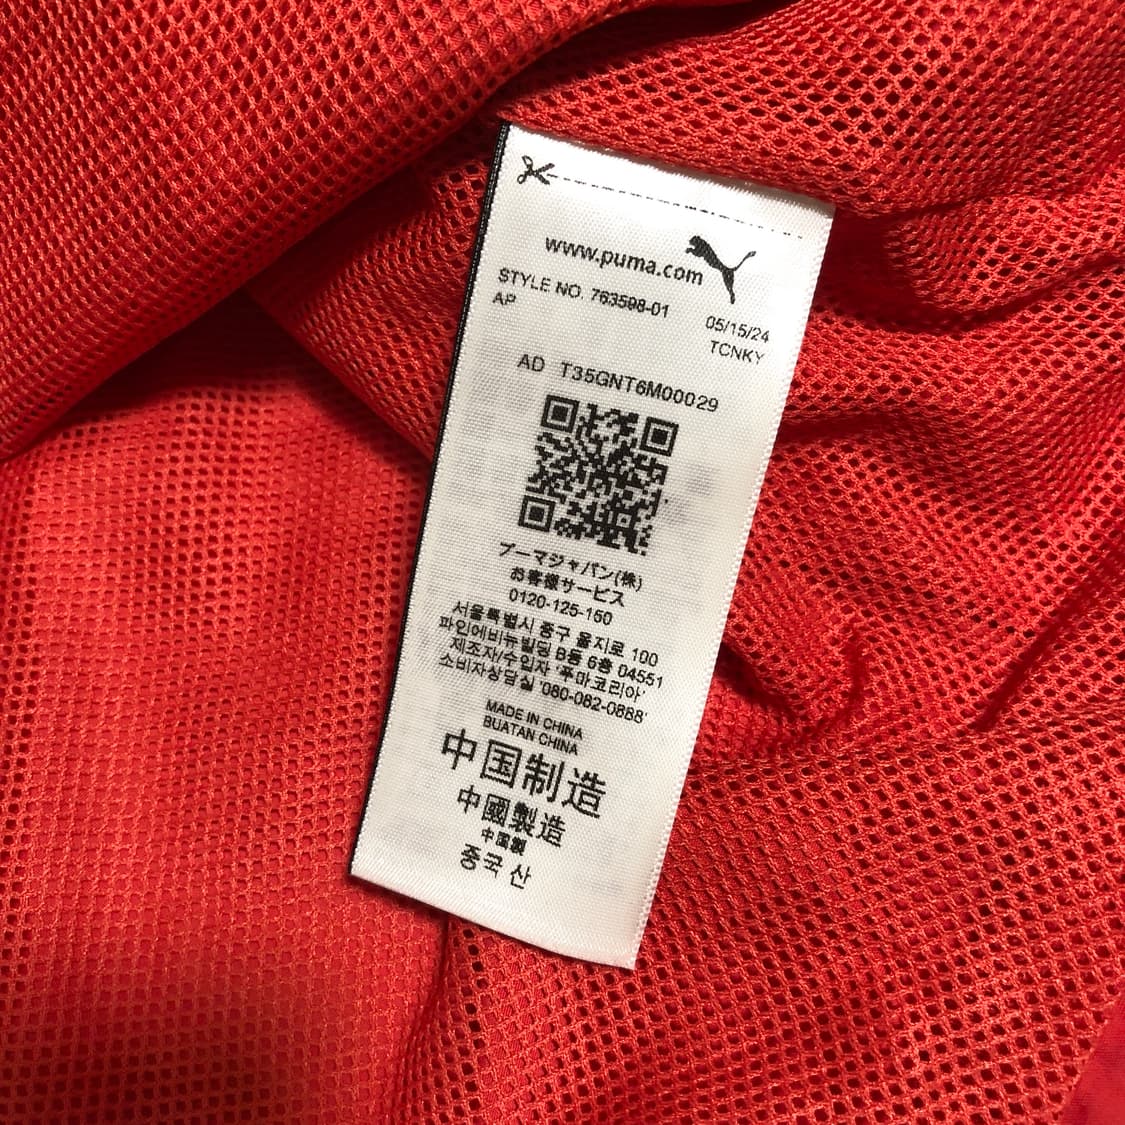 www.puma.com
STYLE NO. 763598-01
AP
05/15/24
TCNKY
AD T35GNT6M00029
プーマジャパン(株)
お客様サービス
0120-125-150
서울특별시 중구 을지로 100
파인에비뉴빌딩 B동 6층 04551
제조자/수입자 '푸마코리아'
소비자상담실 '080-082-0888'
MADE IN CHINA
BUATAN CHINA
中国制造
中國製造
中国製
중국 산